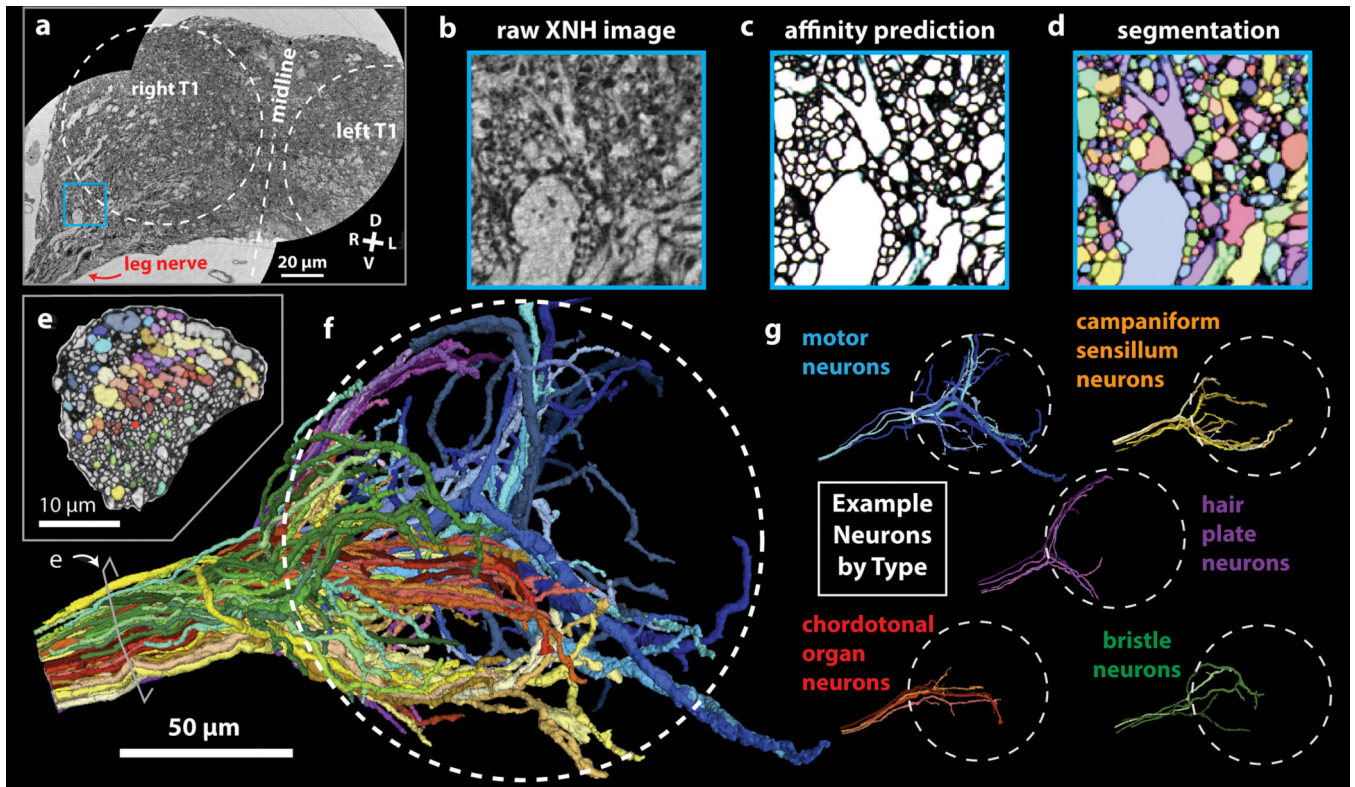 a
right T1
midline
left T1
D
R L
V
leg nerve
20 μm
b
raw XNH image
c
affinity prediction
d
segmentation
e
10 μm
f
e
50 μm
g
motor
neurons
campaniform
sensillum
neurons
Example
Neurons
by Type
hair
plate
neurons
chordotonal
organ
neurons
bristle
neurons